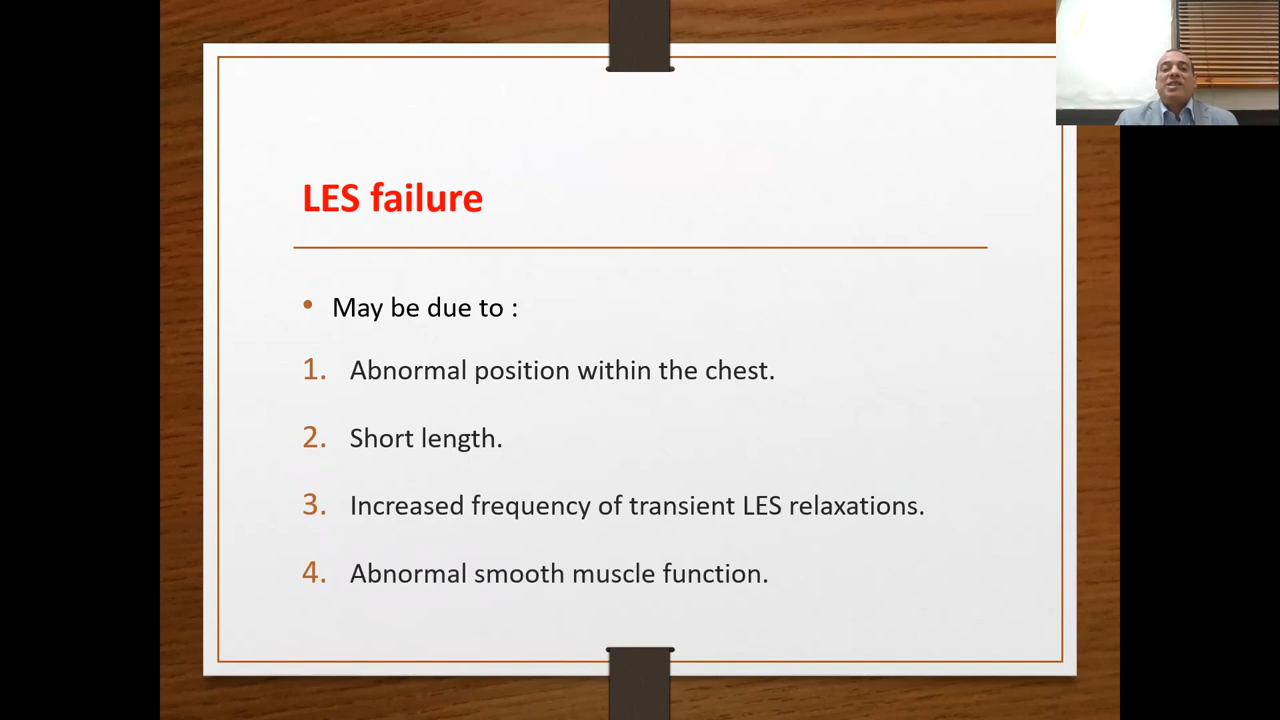 LES failure
• May be due to :
1. Abnormal position within the chest.
2. Short length.
3. Increased frequency of transient LES relaxations.
4. Abnormal smooth muscle function.